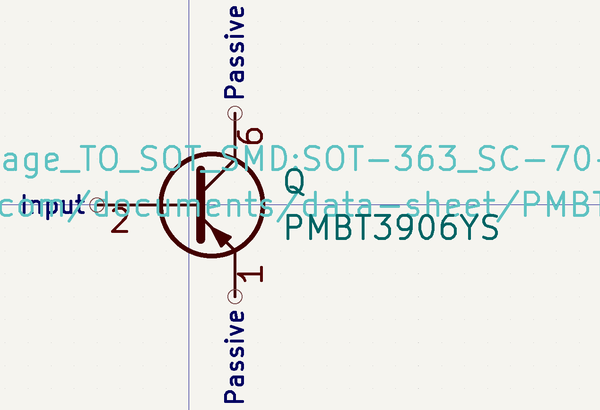 Passive
6
age_TO_SOT_SMD:SOT-363_SC-70-
Q
Input
com/documents/data-sheet/PMBT
2
PMBT3906YS
1
Passive